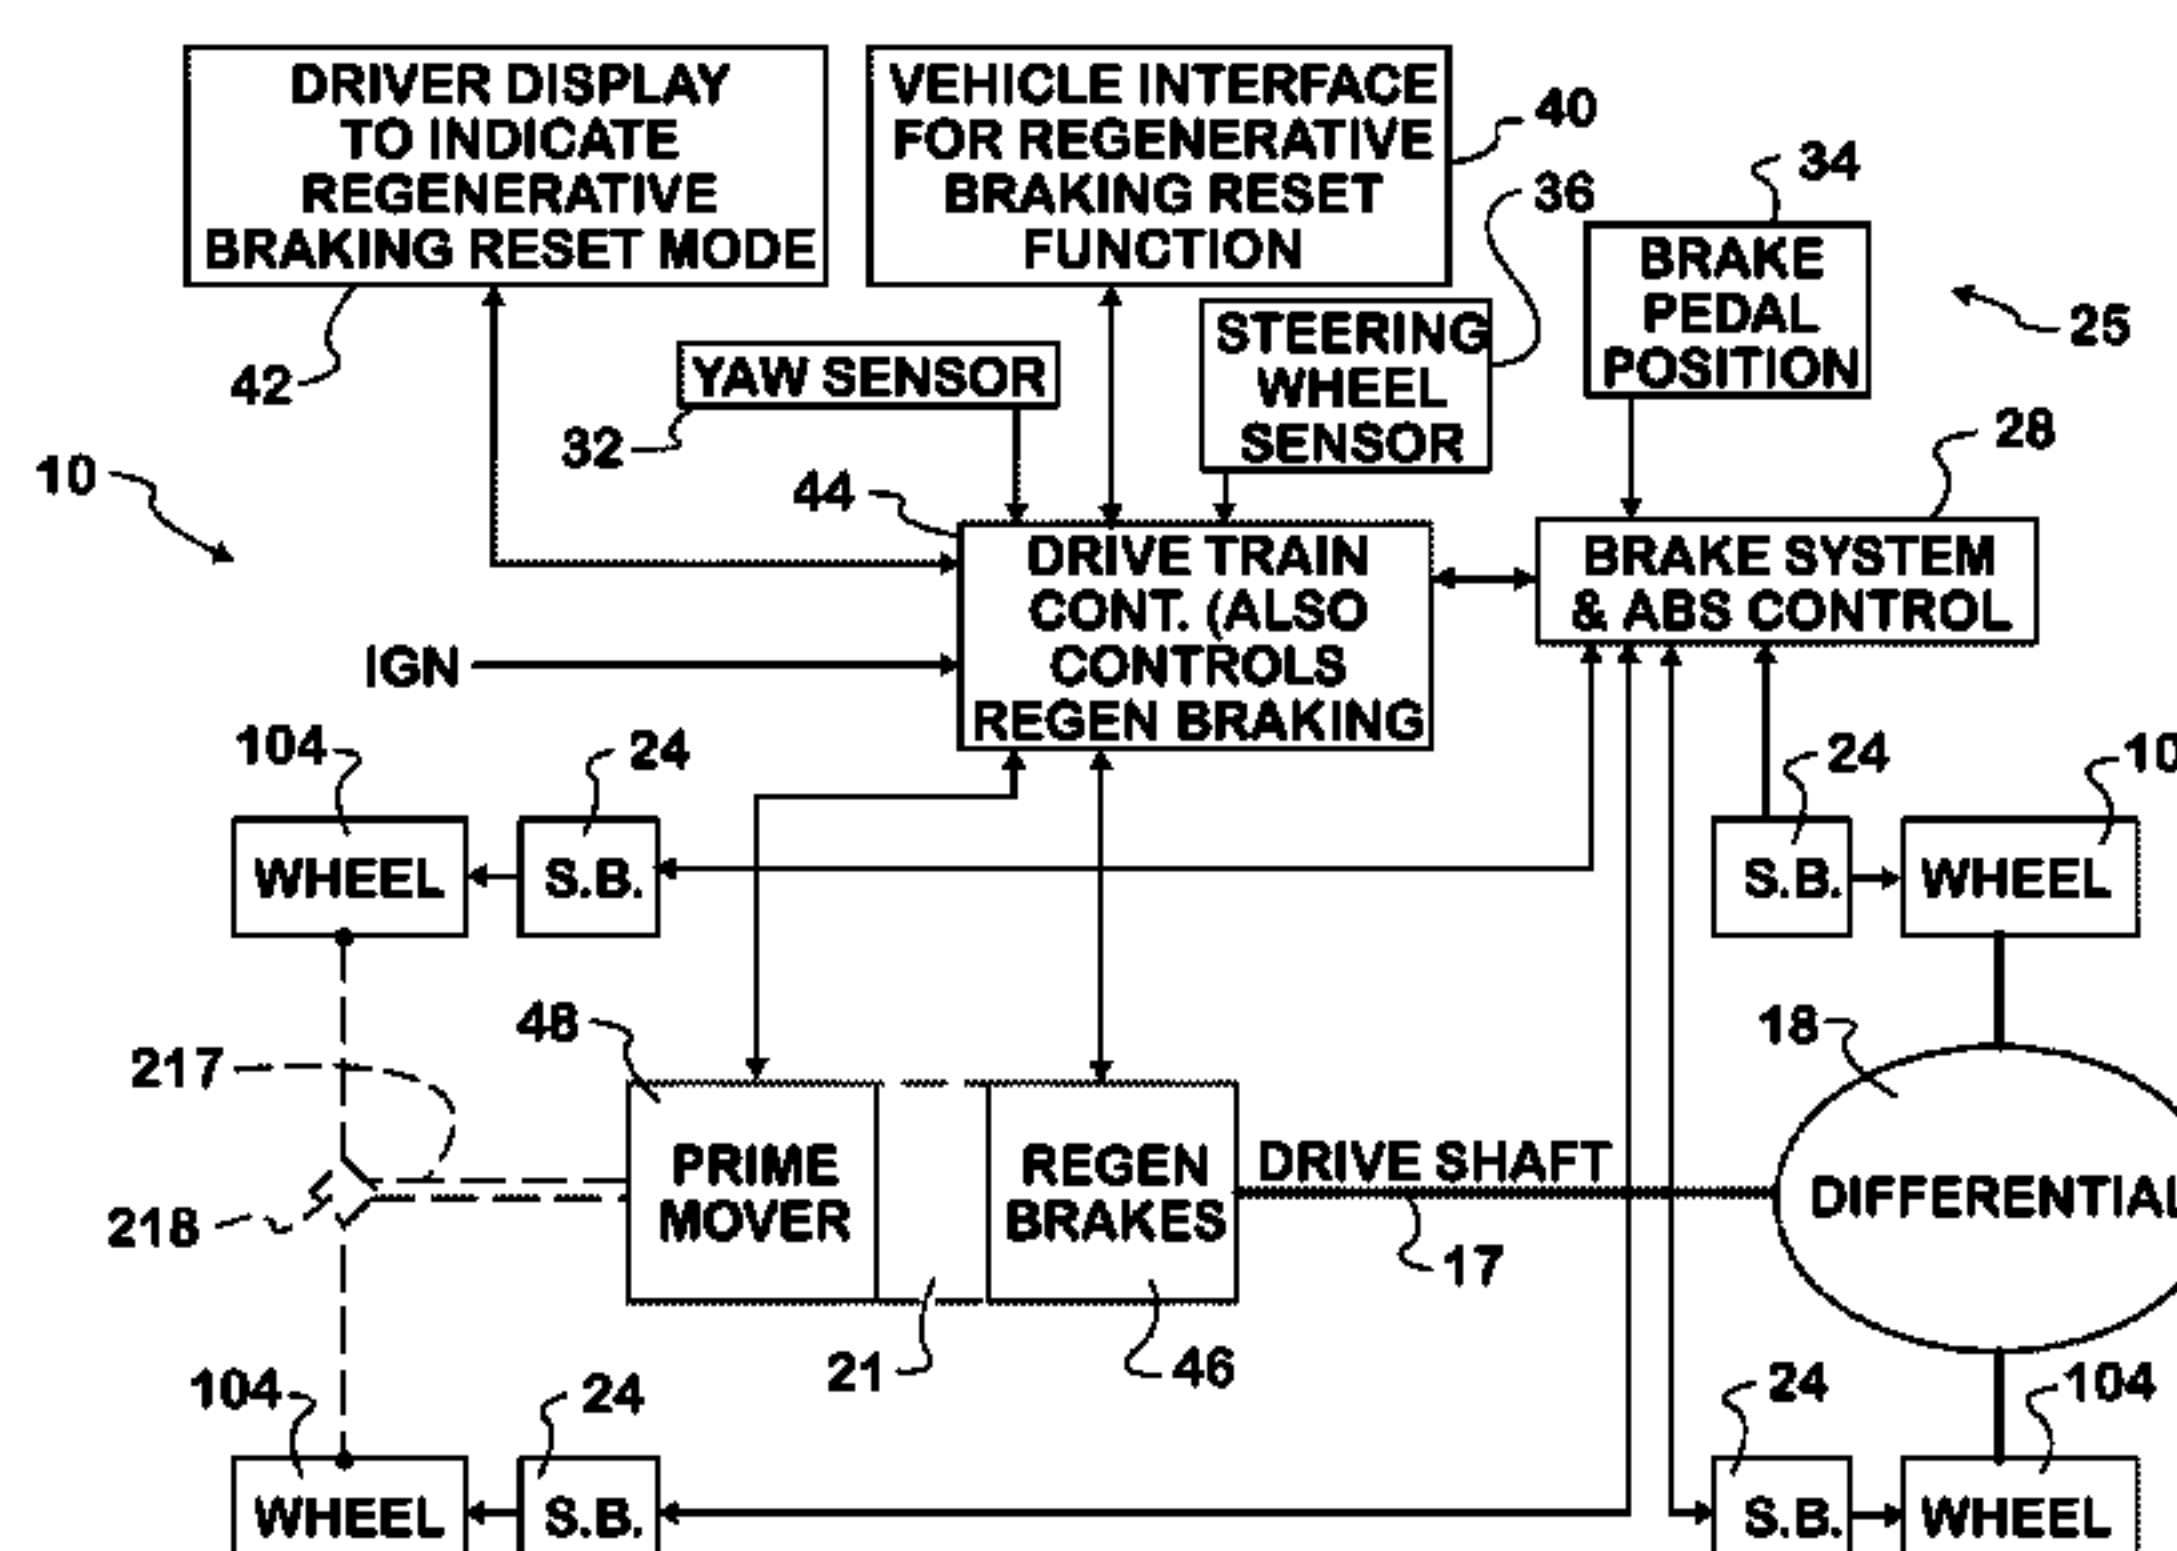 DRIVER DISPLAY
TO INDICATE
REGENERATIVE
BRAKING RESET MODE
VEHICLE INTERFACE
FOR REGENERATIVE
BRAKING RESET
FUNCTION
40
36
34
BRAKE
PEDAL
POSITION
25
STEERING
WHEEL
SENSOR
YAW SENSOR
42
32
28
10
44
DRIVE TRAIN
CONT. (ALSO
CONTROLS
REGEN BRAKING
BRAKE SYSTEM
& ABS CONTROL
IGN
104
24
24
10
WHEEL
S.B.
S.B.
WHEEL
48
18
217
PRIME
MOVER
REGEN
BRAKES
DRIVE SHAFT
DIFFERENTIAL
218
17
21
46
104
24
24
104
WHEEL
S.B.
S.B.
WHEEL